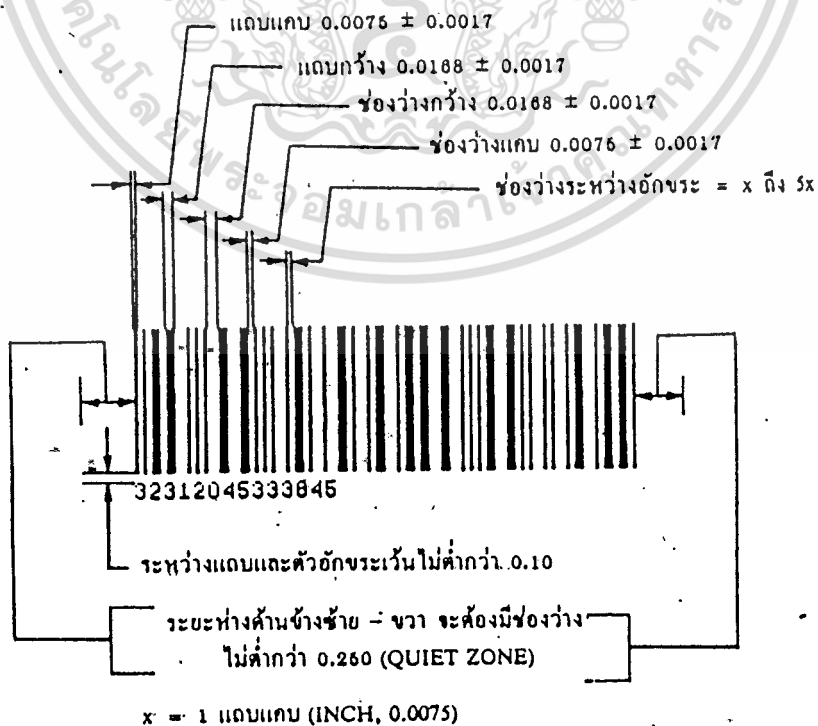 แถบแคบ 0.0075 ± 0.0017
แถบกว้าง 0.0168 ± 0.0017
ช่องว่างกว้าง 0.0168 ± 0.0017
ช่องว่างแคบ 0.0075 ± 0.0017
ช่องว่างระหว่างอักขระ = x ถึง 5x
323120453338​45
ระหว่างแถบและตัวอักขระเว้นไม่ต่ำกว่า 0.10
ระยะห่างด้านข้างซ้าย - ขวา จะต้องมีช่องว่าง
ไม่ต่ำกว่า 0.250 (QUIET ZONE)
x = 1 แถบแคบ (INCH, 0.0075)